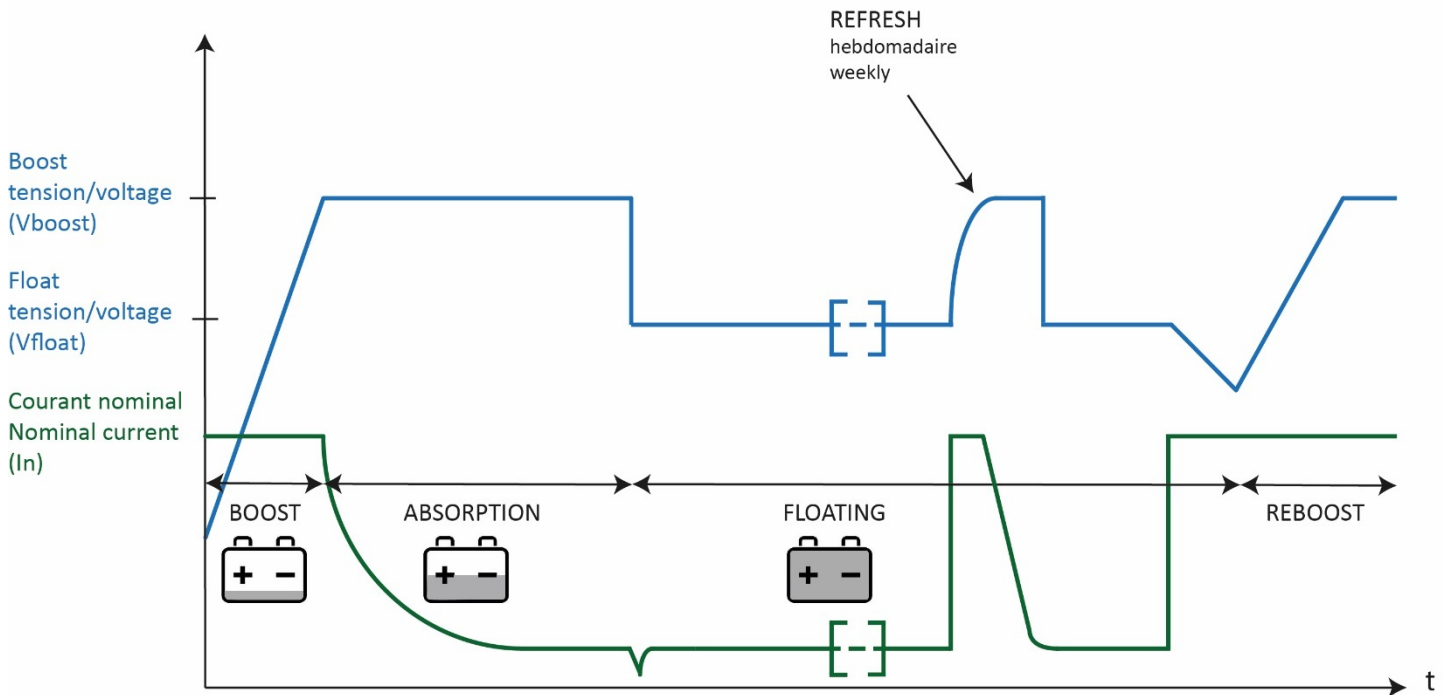 REFRESH
hebdomadaire
weekly
Boost
tension/voltage
(Vboost)
Float
tension/voltage
(Vfloat)
Courant nominal
Nominal current
(In)
BOOST
ABSORPTION
FLOATING
REBOOST
+ −
+ −
+ −
t